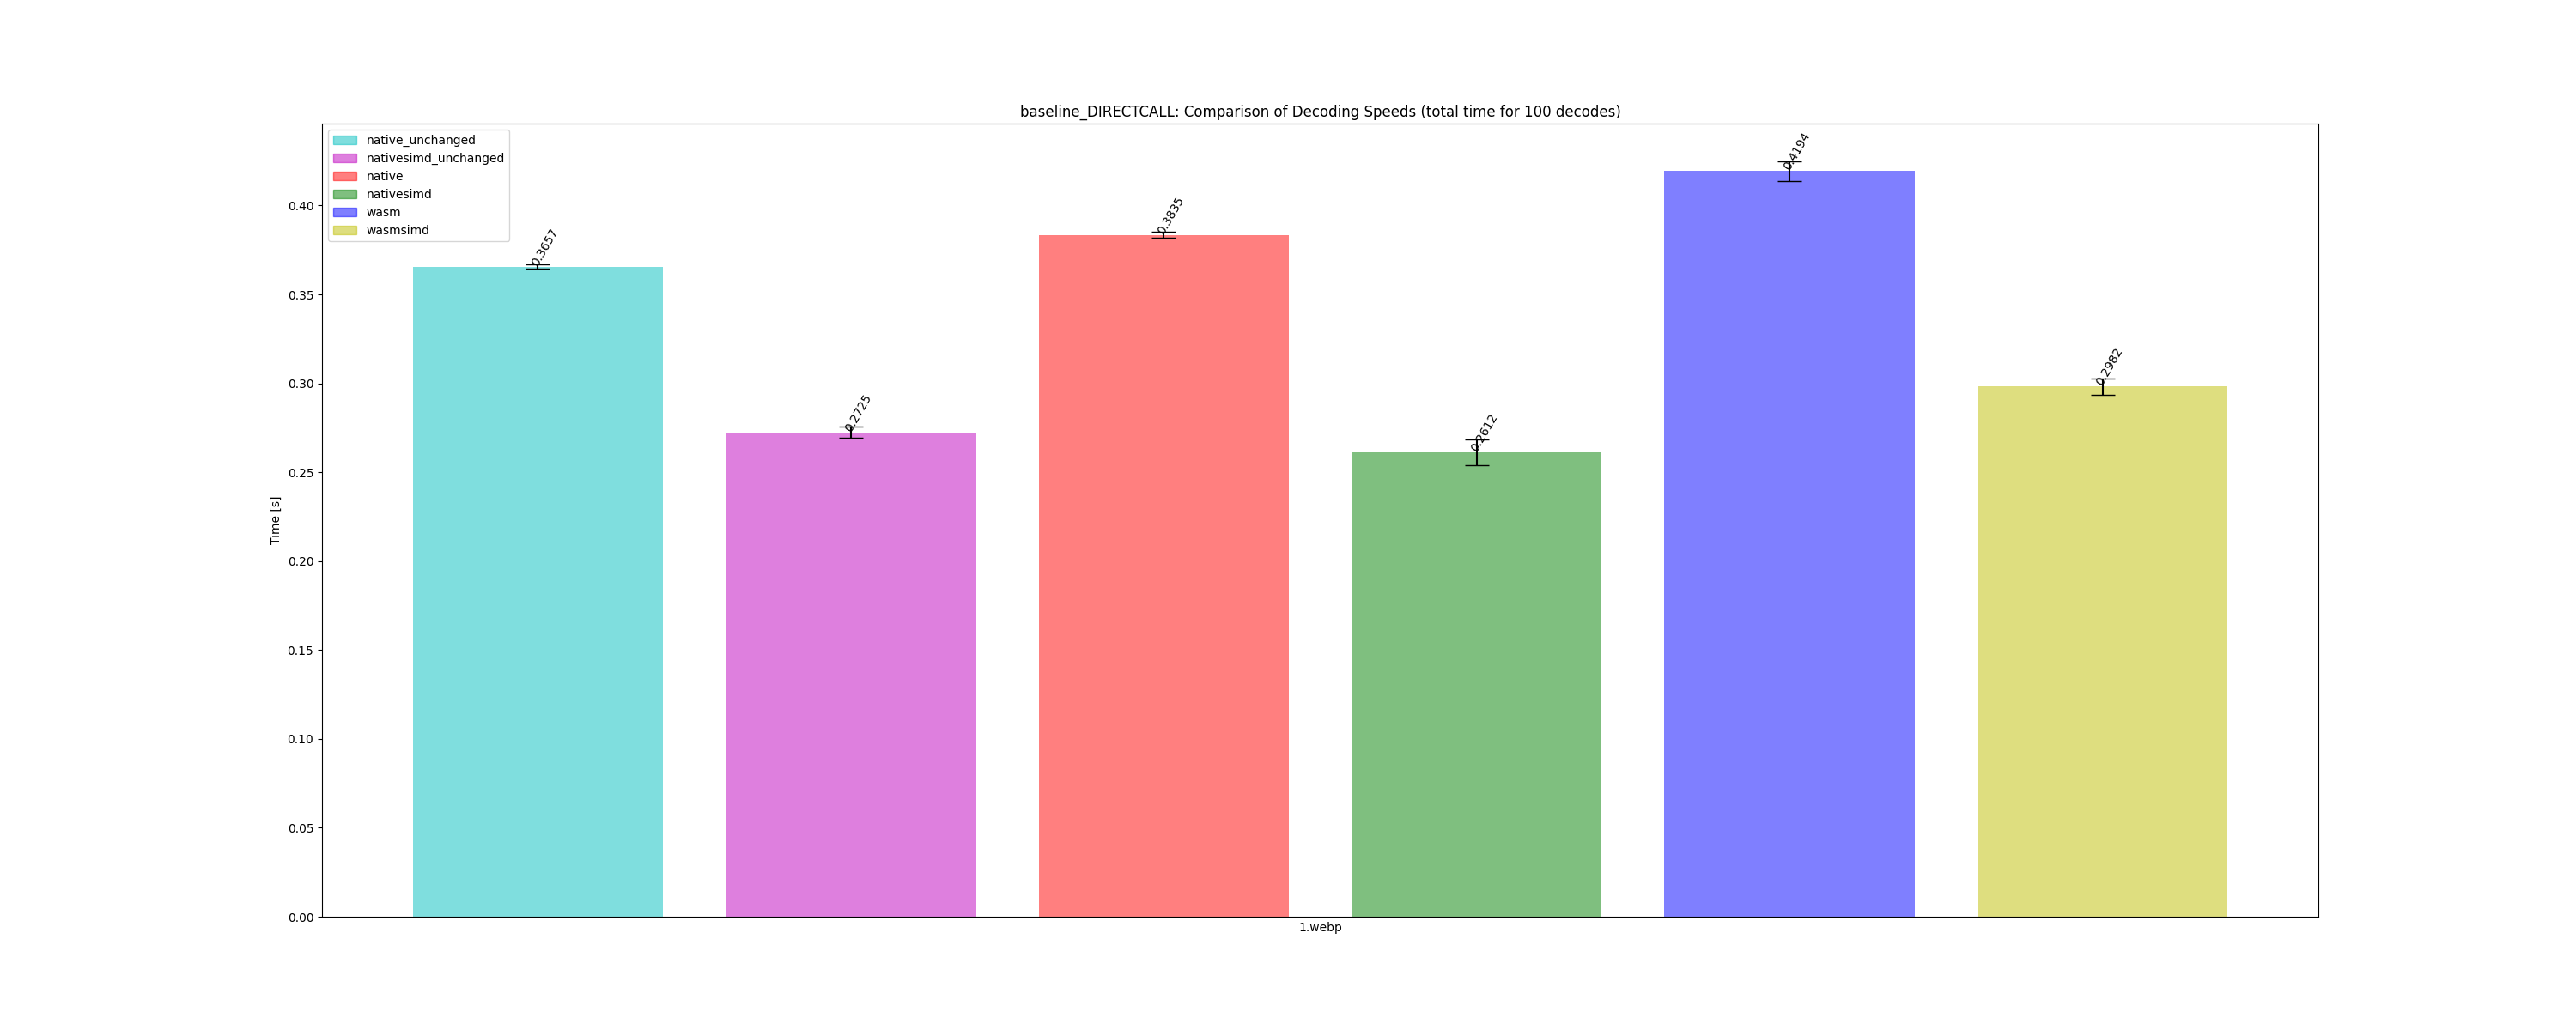 baseline_DIRECTCALL: Comparison of Decoding Speeds (total time for 100 decodes)
native_unchanged
nativesimd_unchanged
native
nativesimd
wasm
wasmsimd
0.3657
0.2725
0.3835
0.2612
0.4194
0.2982
Time [s]
0.40
0.35
0.30
0.25
0.20
0.15
0.10
0.05
0.00
1.webp